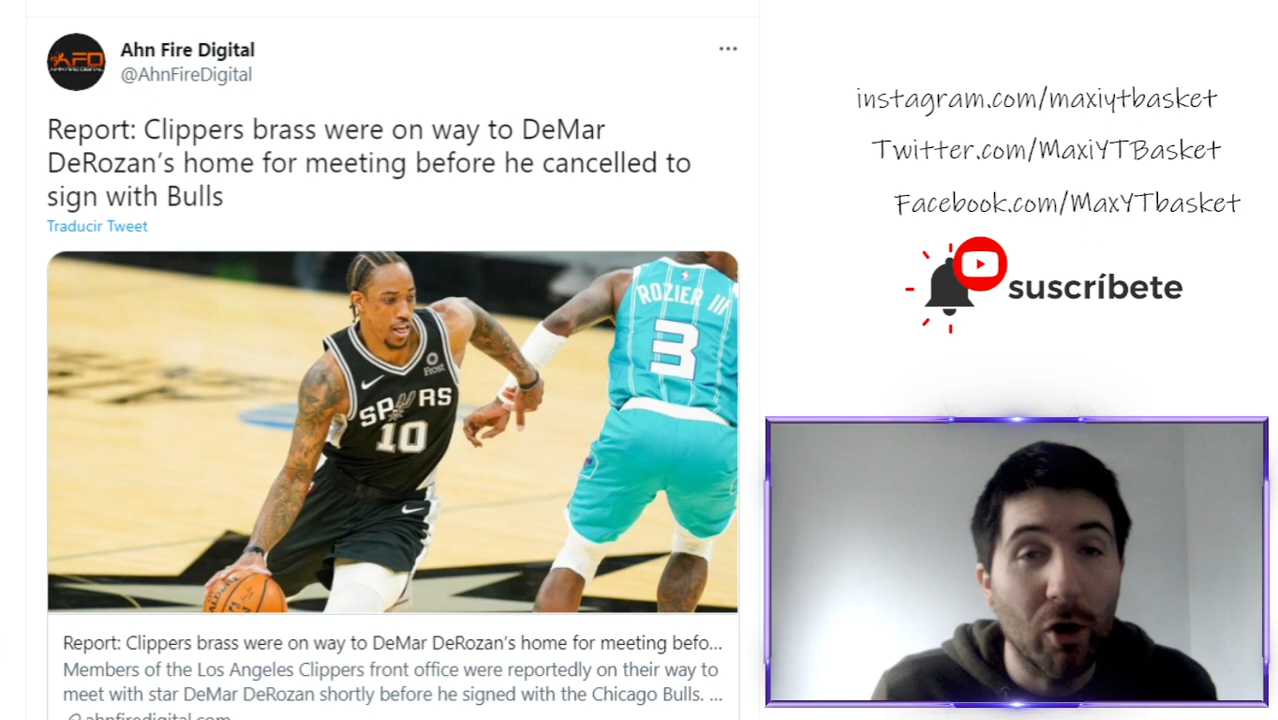 Ahn Fire Digital
@AhnFireDigital
Report: Clippers brass were on way to DeMar
DeRozan's home for meeting before he cancelled to
sign with Bulls
Traducir Tweet
AFD
SPURS
10
Frost
ROZIER III
3
Report: Clippers brass were on way to DeMar DeRozan's home for meeting befo...
Members of the Los Angeles Clippers front office were reportedly on their way to
meet with star DeMar DeRozan shortly before he signed with the Chicago Bulls. ...
ahnfiredigital.com
instagram.com/maxiytbasket
Twitter.com/MaxiYTBasket
Facebook.com/MaxYTbasket
suscríbete